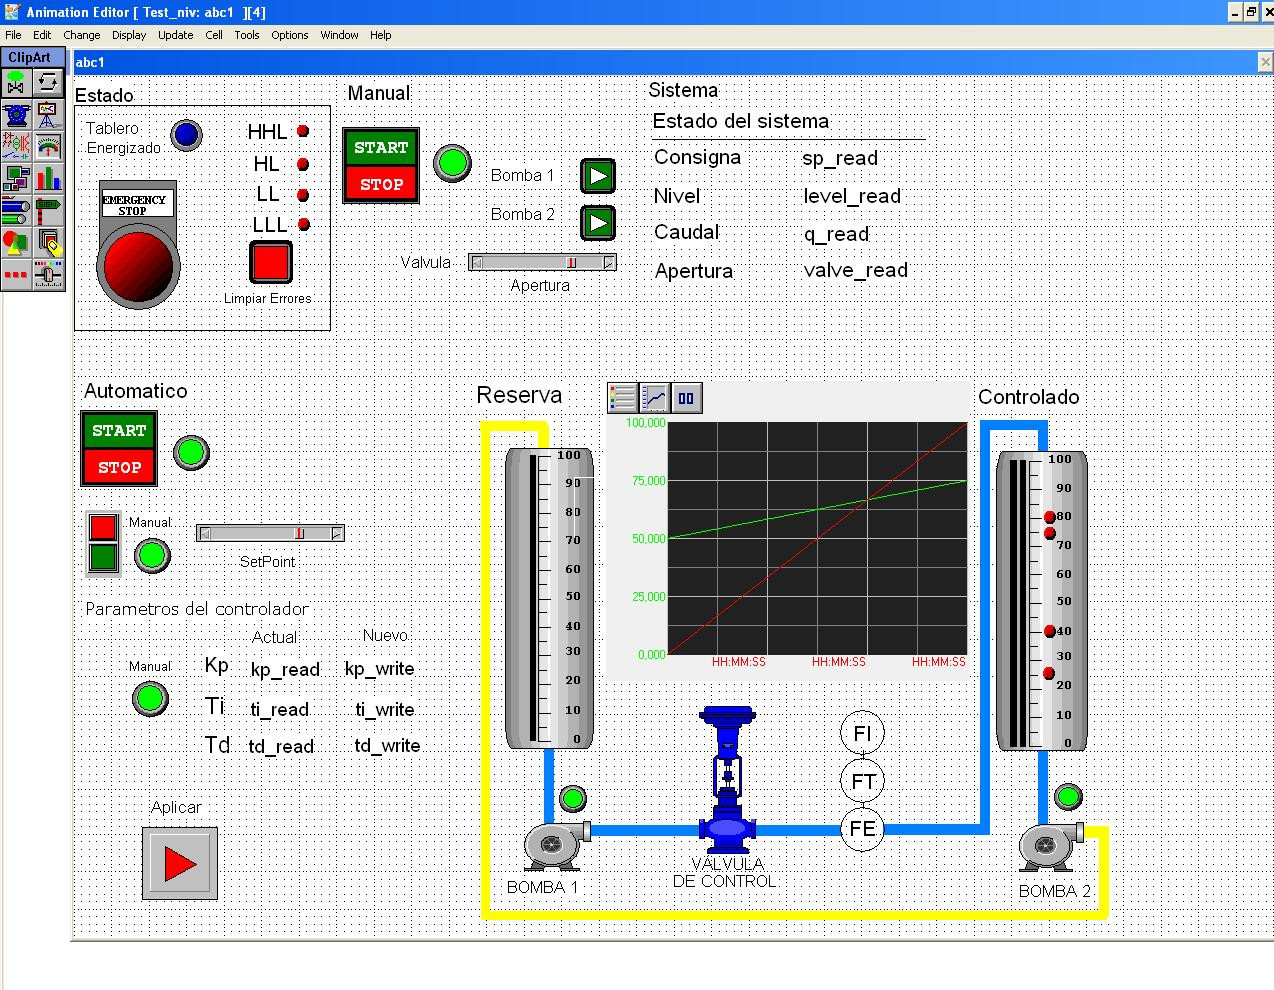 Animation Editor [ Test_niv: abc1  ][4]
File Edit Change Display Update Cell Tools Options Window Help
ClipArt
abc1
Estado
Tablero
Energizado
HHL
HL
LL
LLL
EMERGENCY
STOP
Limpiar Errores
Manual
START
STOP
Bomba 1
Bomba 2
Valvula
Apertura
Sistema
Estado del sistema
Consigna sp_read
Nivel level_read
Caudal q_read
Apertura valve_read
Automatico
START
STOP
Manual
SetPoint
Parametros del controlador
Actual Nuevo
Manual
Kp kp_read kp_write
Ti ti_read ti_write
Td td_read td_write
Aplicar
Reserva
100
90
80
70
60
50
40
30
20
10
0
100,000
75,000
50,000
25,000
0,000
HH:MM:SS HH:MM:SS HH:MM:SS
Controlado
100
90
80
70
60
50
40
30
20
10
0
FI
FT
FE
BOMBA 1
VÁLVULA
DE CONTROL
BOMBA 2